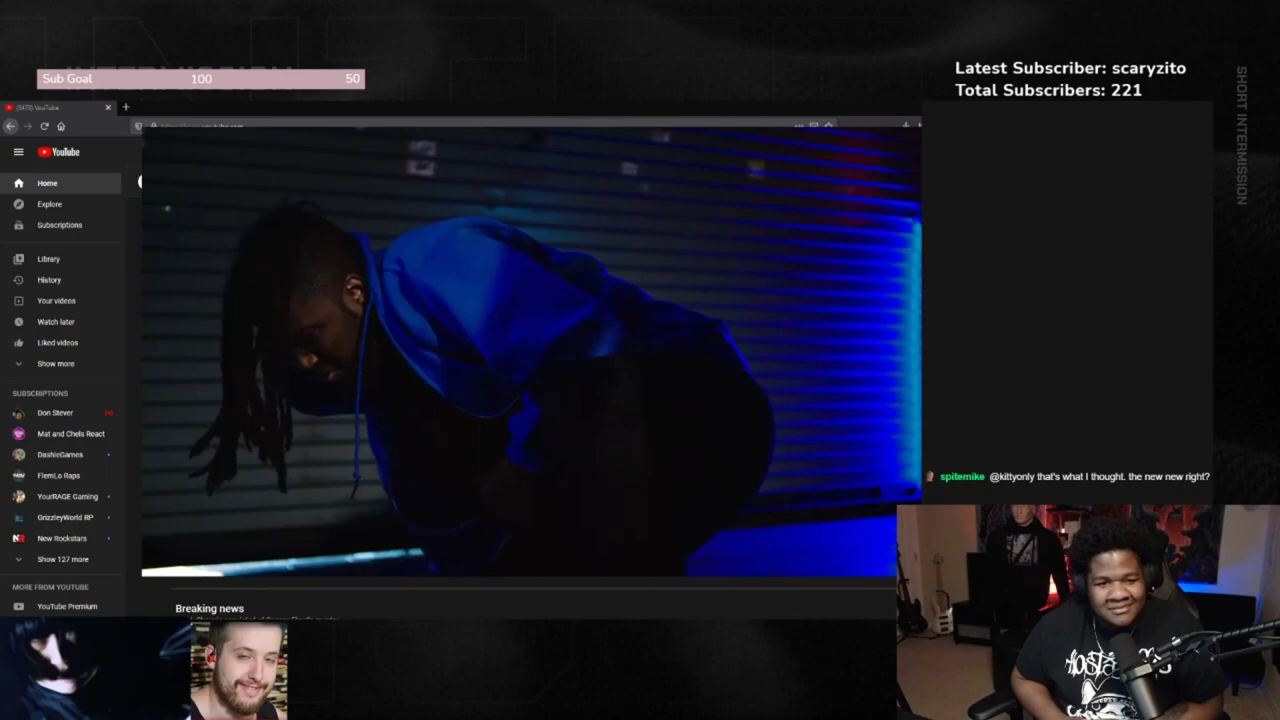 INTERMISSION
Sub Goal 100 50
Latest Subscriber: scaryzito
Total Subscribers: 221
SHORT INTERMISSION
(547) YouTube
YouTube
Home
Explore
Subscriptions
Library
History
Your videos
Watch later
Liked videos
Show more
SUBSCRIPTIONS
Don Stever
Mat and Chels React
DashieGames
FlemLo Raps
YourRAGE Gaming
GrizzleyWorld RP
New Rockstars
Show 127 more
MORE FROM YOUTUBE
YouTube Premium
spitemike @kittyonly that's what I thought. the new new right?
Breaking news